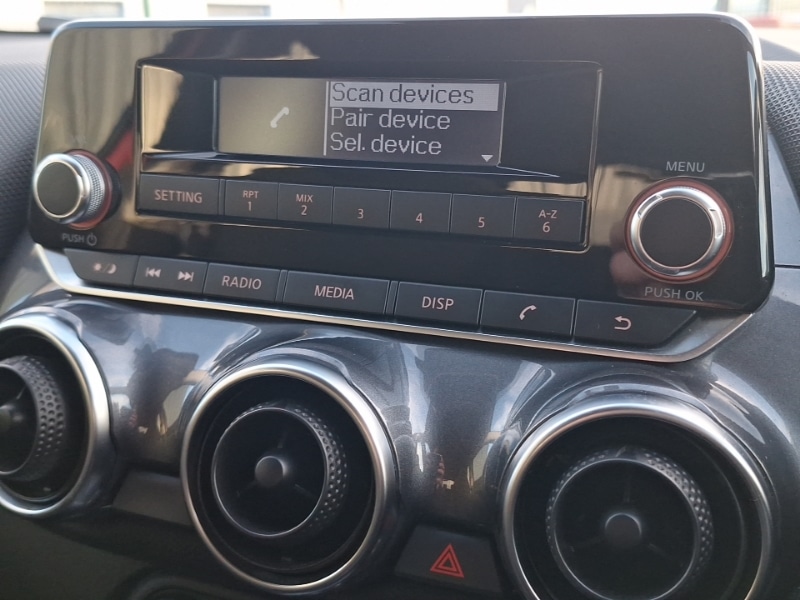 Scan devices
Pair device
Sel. device
MENU
SETTING
RPT
1
MIX
2
3
4
5
A-Z
6
PUSH
PUSH OK
RADIO
MEDIA
DISP